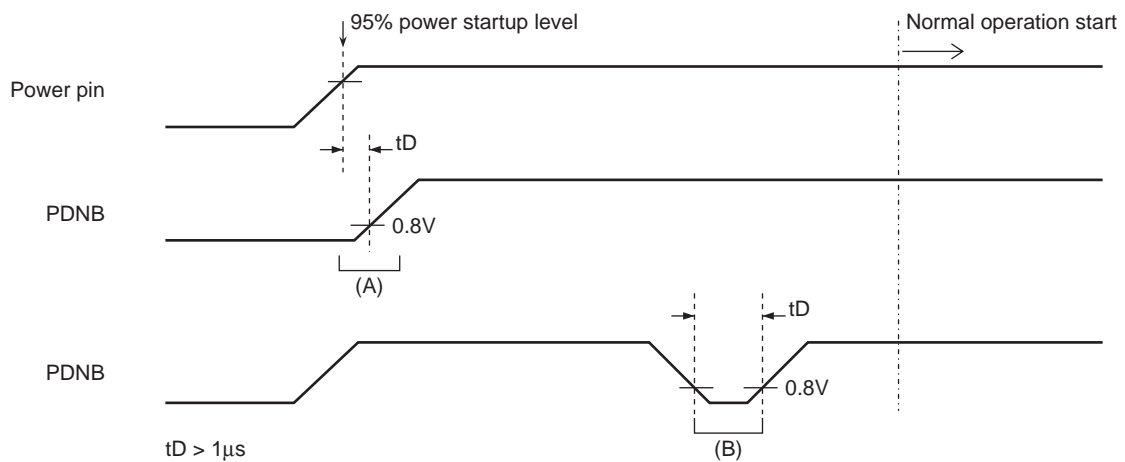 95% power startup level
Normal operation start
Power pin
tD
PDNB
0.8V
(A)
tD
PDNB
0.8V
(B)
tD > 1μs